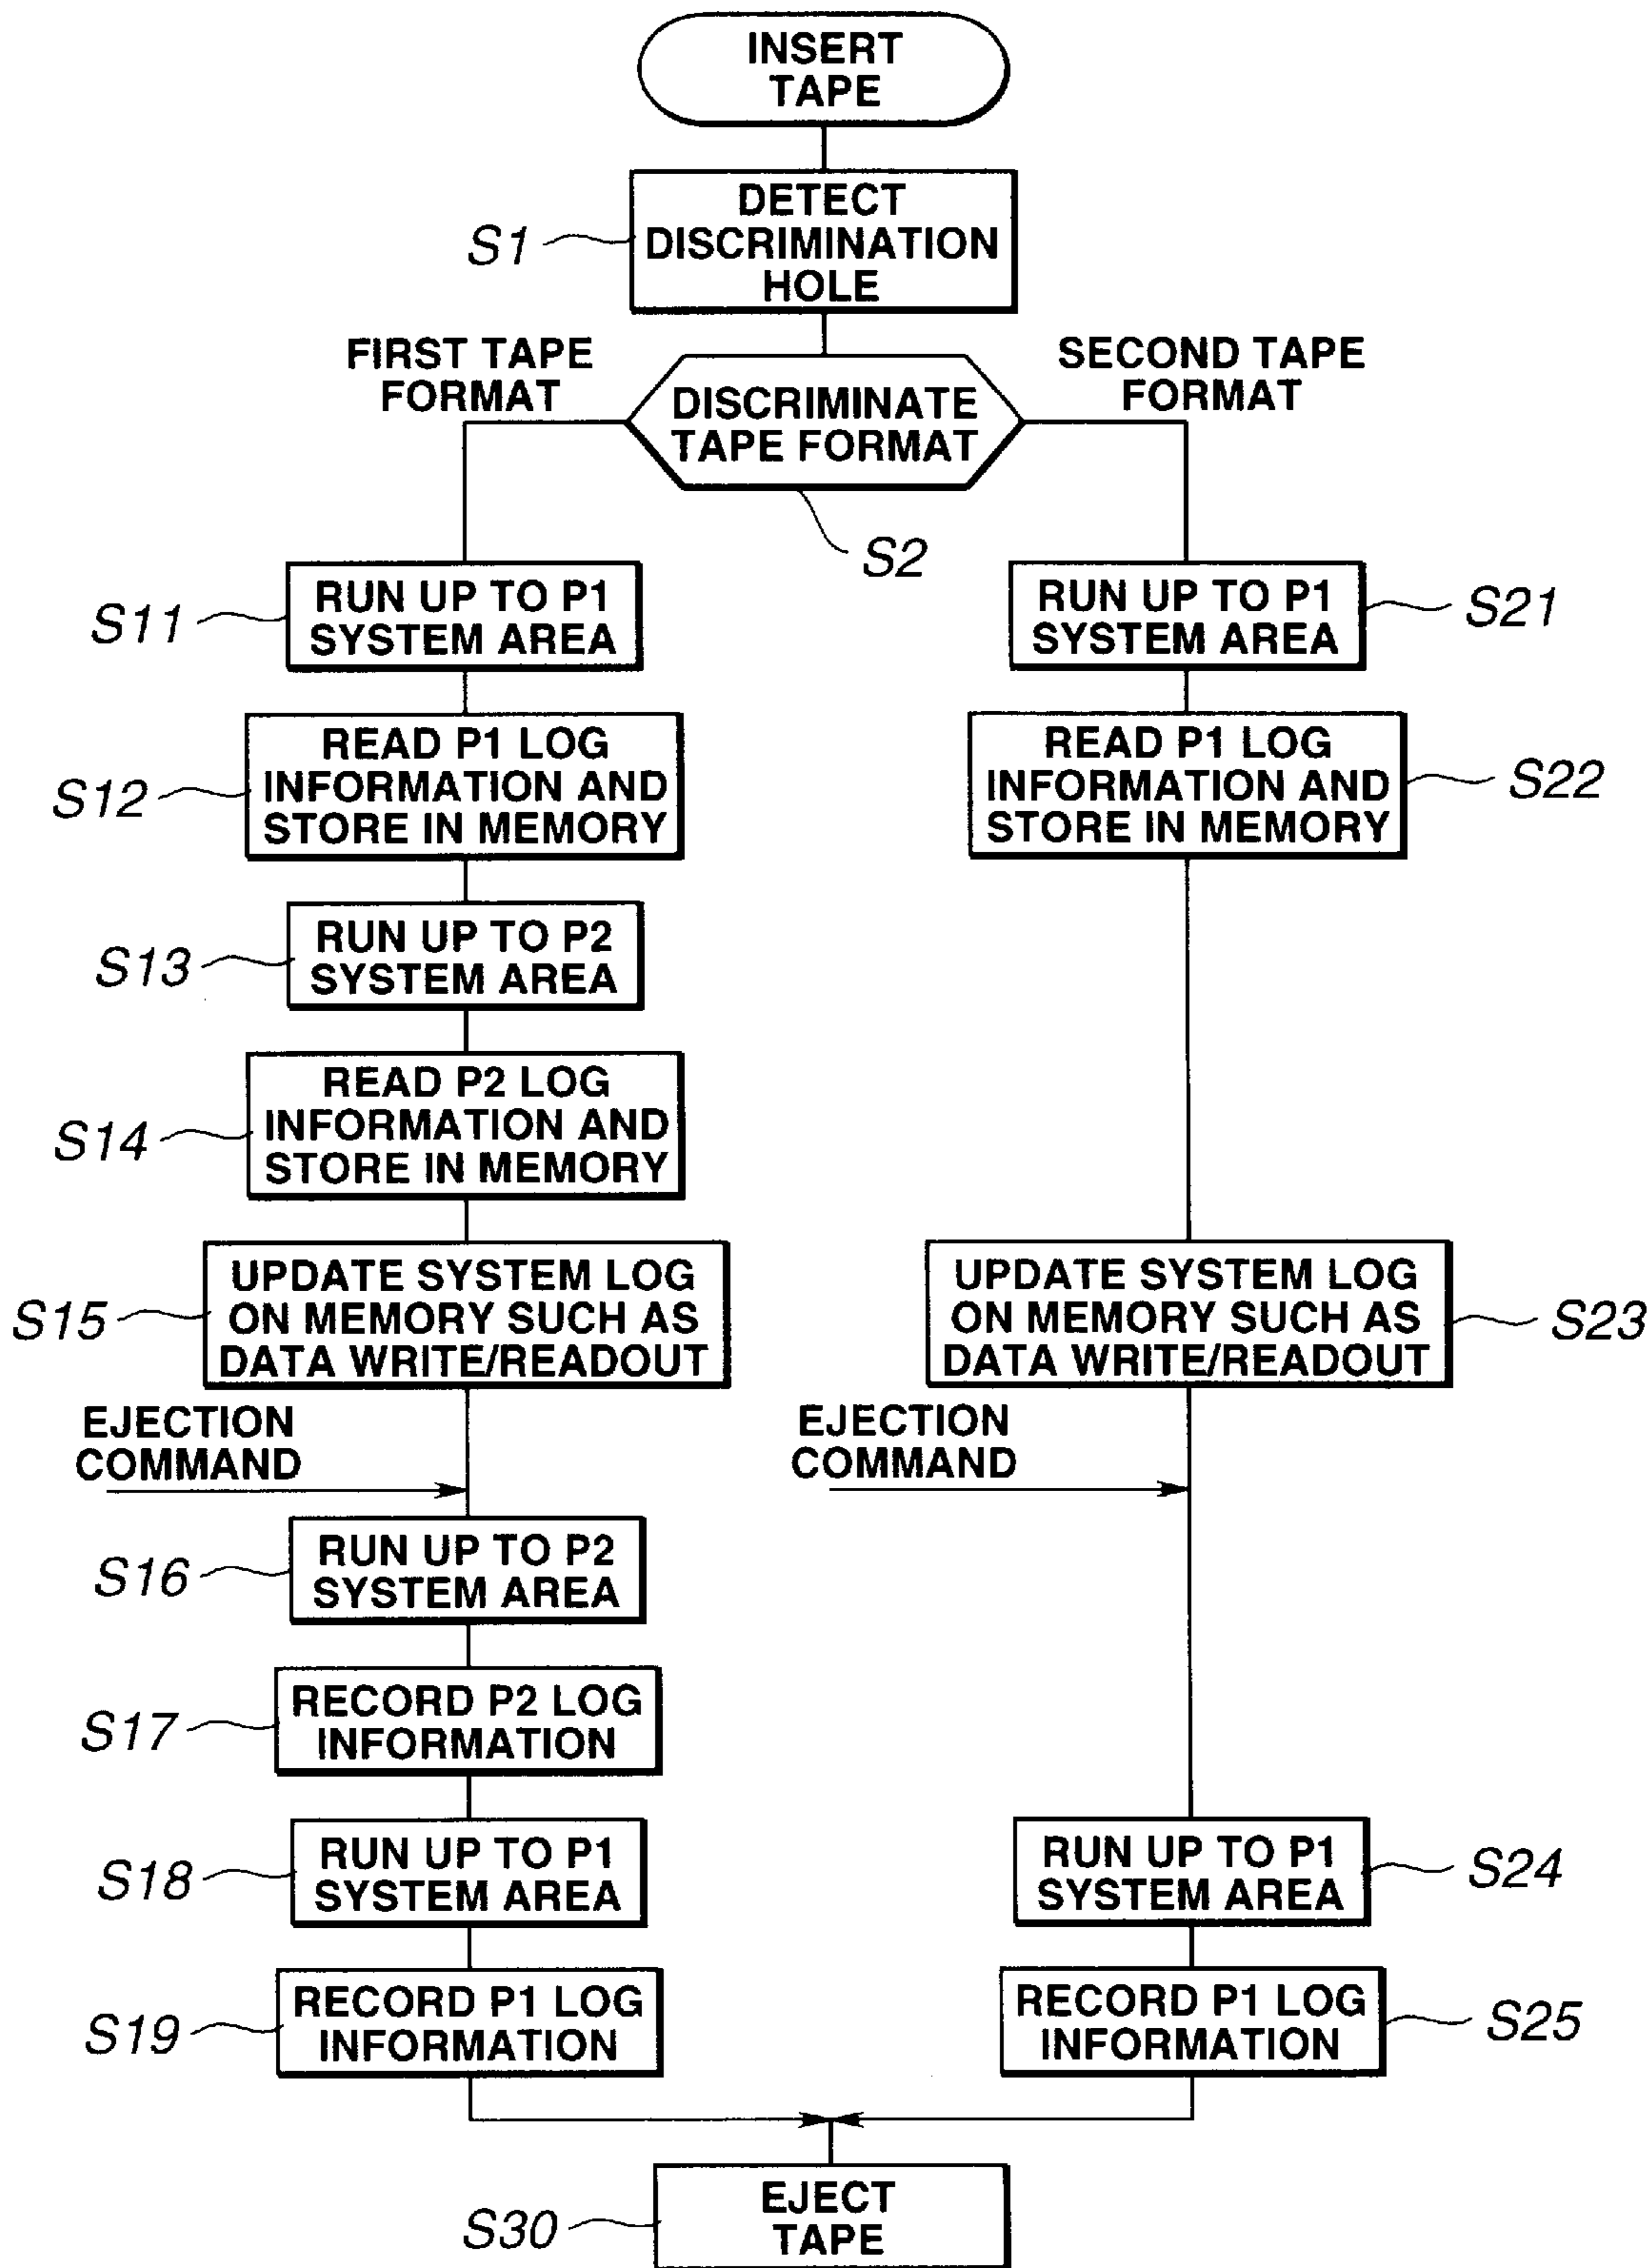 INSERT
TAPE
S1
DETECT
DISCRIMINATION
HOLE
FIRST TAPE
FORMAT
SECOND TAPE
FORMAT
DISCRIMINATE
TAPE FORMAT
S2
S11
RUN UP TO P1
SYSTEM AREA
RUN UP TO P1
SYSTEM AREA
S21
S12
READ P1 LOG
INFORMATION AND
STORE IN MEMORY
READ P1 LOG
INFORMATION AND
STORE IN MEMORY
S22
S13
RUN UP TO P2
SYSTEM AREA
S14
READ P2 LOG
INFORMATION AND
STORE IN MEMORY
S15
UPDATE SYSTEM LOG
ON MEMORY SUCH AS
DATA WRITE/READOUT
UPDATE SYSTEM LOG
ON MEMORY SUCH AS
DATA WRITE/READOUT
S23
EJECTION
COMMAND
EJECTION
COMMAND
S16
RUN UP TO P2
SYSTEM AREA
S17
RECORD P2 LOG
INFORMATION
S18
RUN UP TO P1
SYSTEM AREA
RUN UP TO P1
SYSTEM AREA
S24
S19
RECORD P1 LOG
INFORMATION
RECORD P1 LOG
INFORMATION
S25
S30
EJECT
TAPE